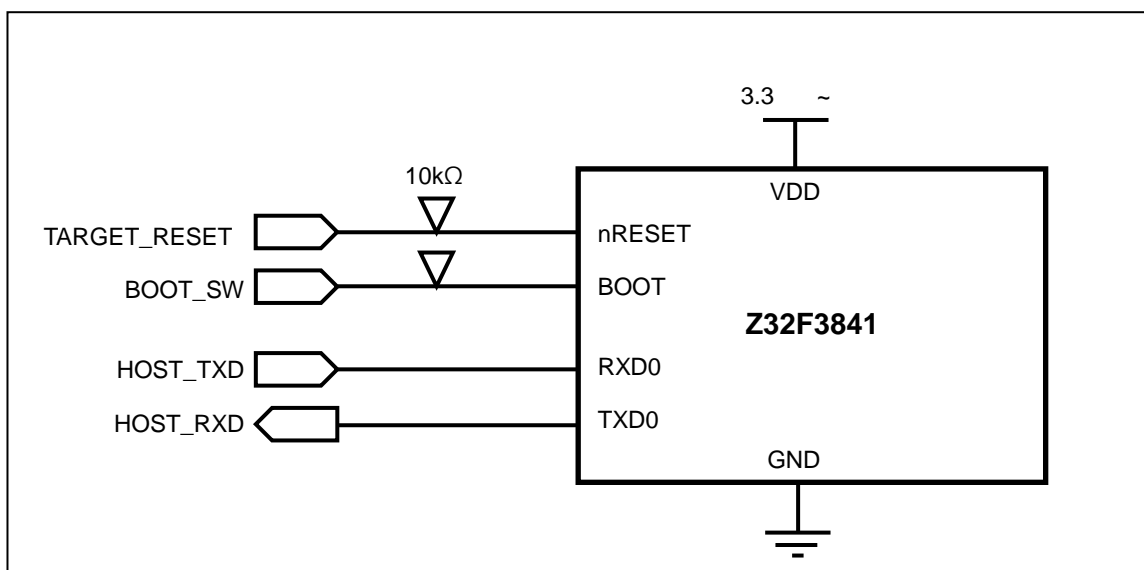 3.3 ~
VDD
10kΩ
TARGET_RESET
nRESET
BOOT_SW
BOOT
Z32F3841
HOST_TXD
RXD0
HOST_RXD
TXD0
GND